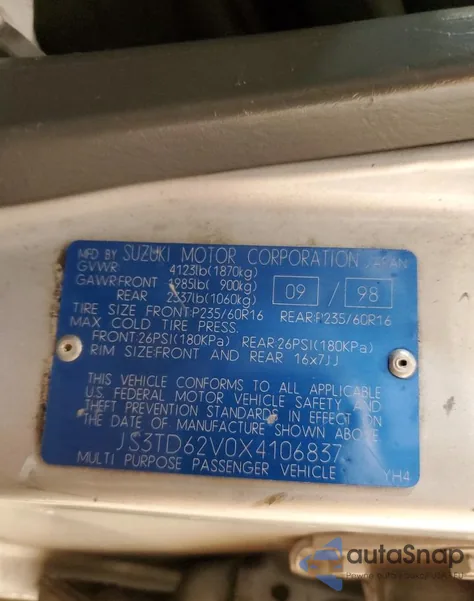 MFD BY SUZUKI MOTOR CORPORATION JAPAN
GVWR 4123lb(1870kg)
GAWR:FRONT 1985lb( 900kg) 09 / 98
REAR 2337lb(1060kg)
TIRE SIZE FRONT:P235/60R16 REAR:P235/60R16
MAX COLD TIRE PRESS.
FRONT:26PSI(180KPa) REAR:26PSI(180KPa)
RIM SIZE:FRONT AND REAR 16x7JJ
THIS VEHICLE CONFORMS TO ALL APPLICABLE
U.S. FEDERAL MOTOR VEHICLE SAFETY, AND
THEFT PREVENTION STANDARDS IN EFFECT ON
THE DATE OF MANUFACTURE SHOWN ABOVE.
JS3TD62V0X4106837
MULTI PURPOSE PASSENGER VEHICLE YH4
autoSnap